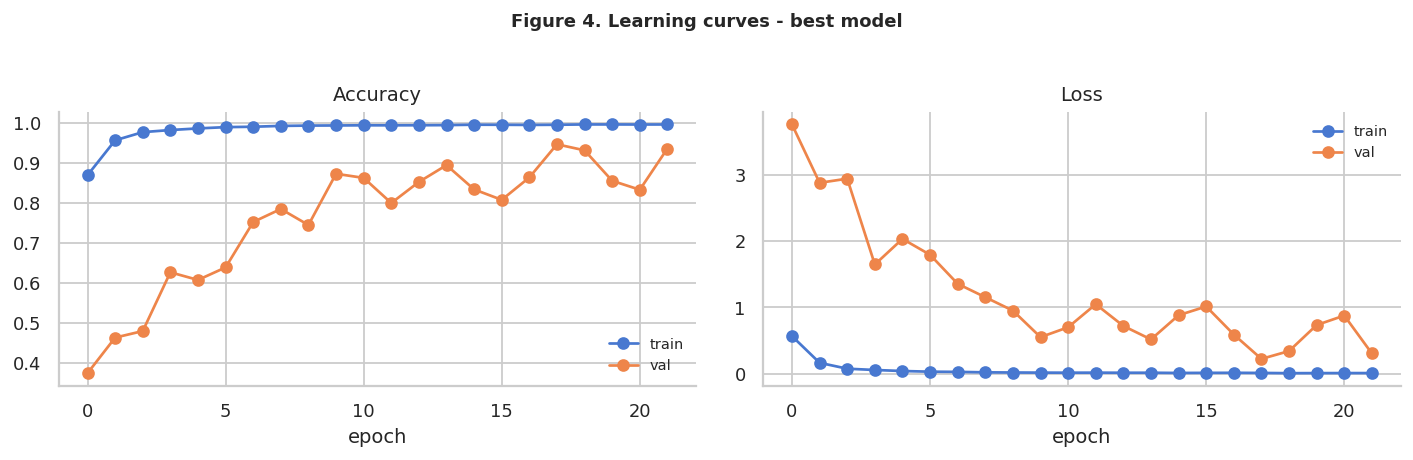 Figure 4. Learning curves - best model
Accuracy
1.0
0.9
0.8
0.7
0.6
0.5
0.4
train
val
0 5 10 15 20
epoch
Loss
3
2
1
0
train
val
0 5 10 15 20
epoch